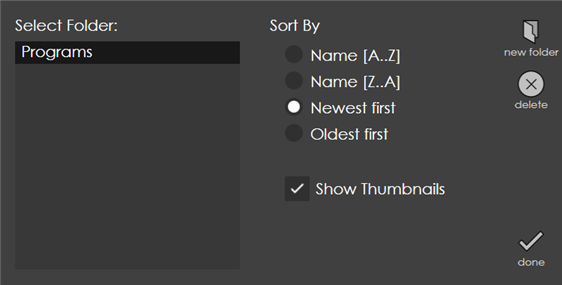 Select Folder:
Programs
Sort By
Name [A..Z]
Name [Z..A]
Newest first
Oldest first
Show Thumbnails
new folder
delete
done